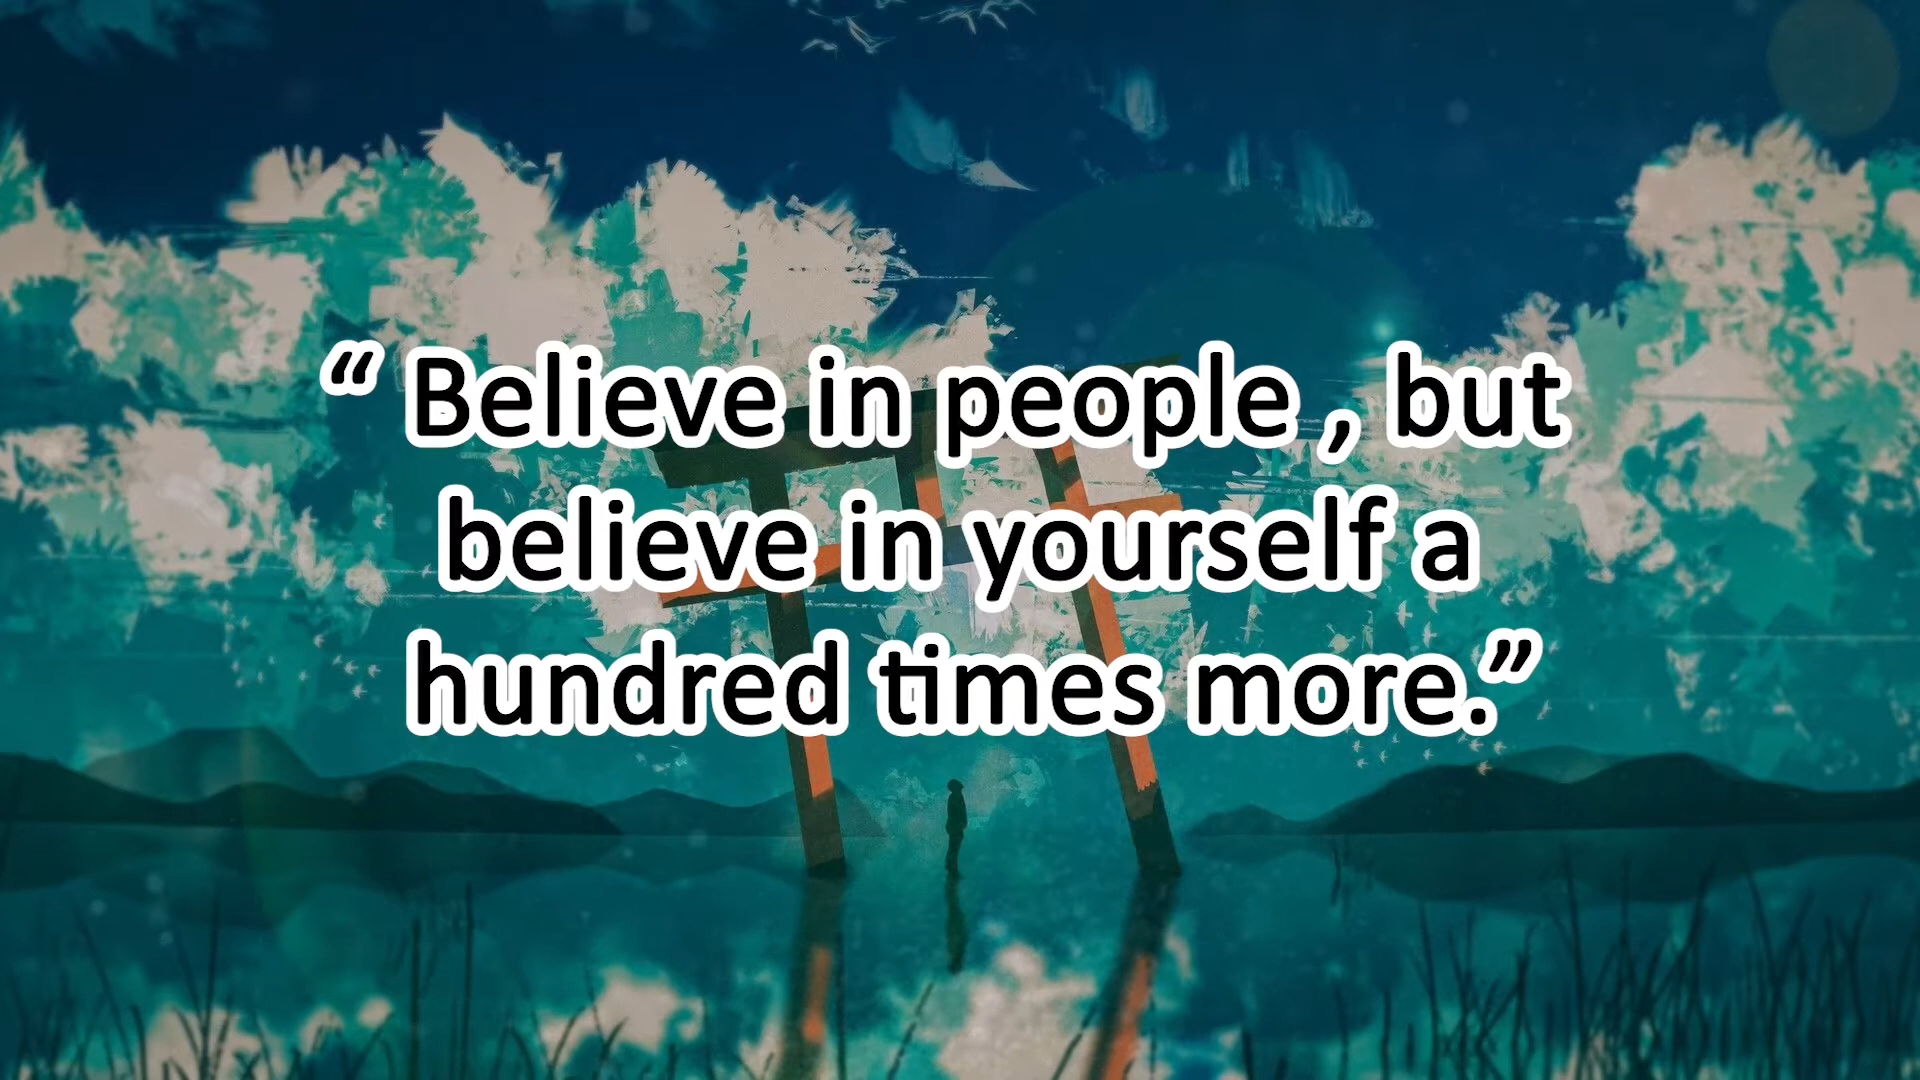 “ Believe in people , but
believe in yourself a
hundred times more.”